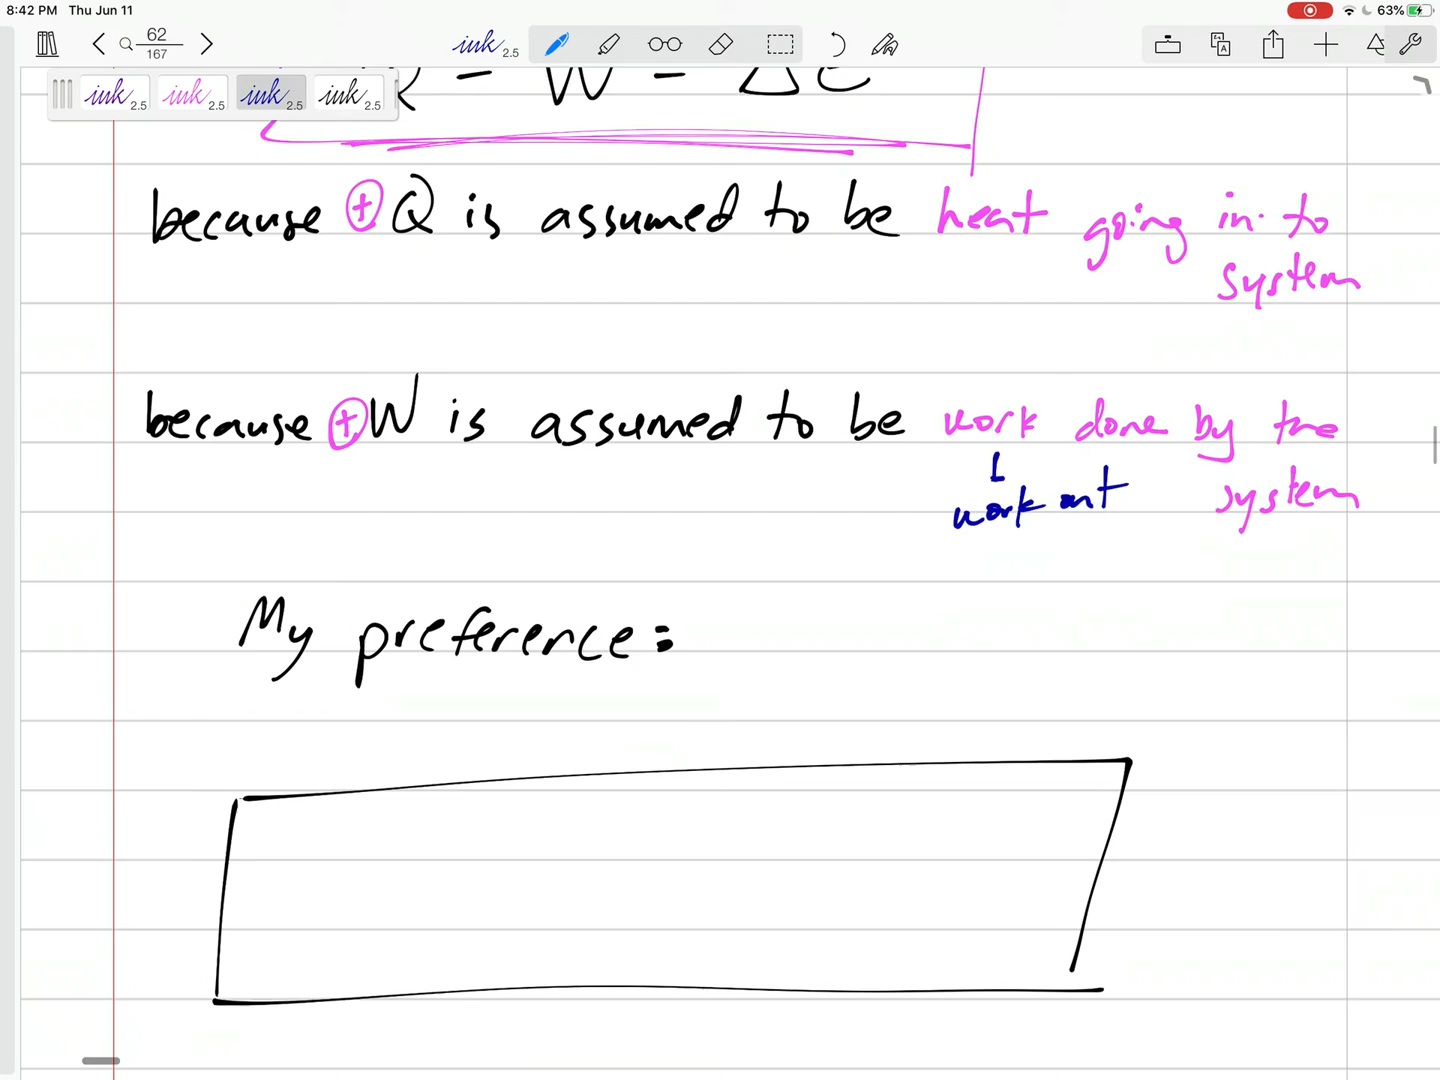 8:42 PM Thu Jun 11
63%
62
167
ink 2.5
ink 2.5 ink 2.5 ink 2.5 ink 2.5
- W = ΔE
because + Q is assumed to be heat going in to
system
because + W is assumed to be work done by the
system
work out
My preference: